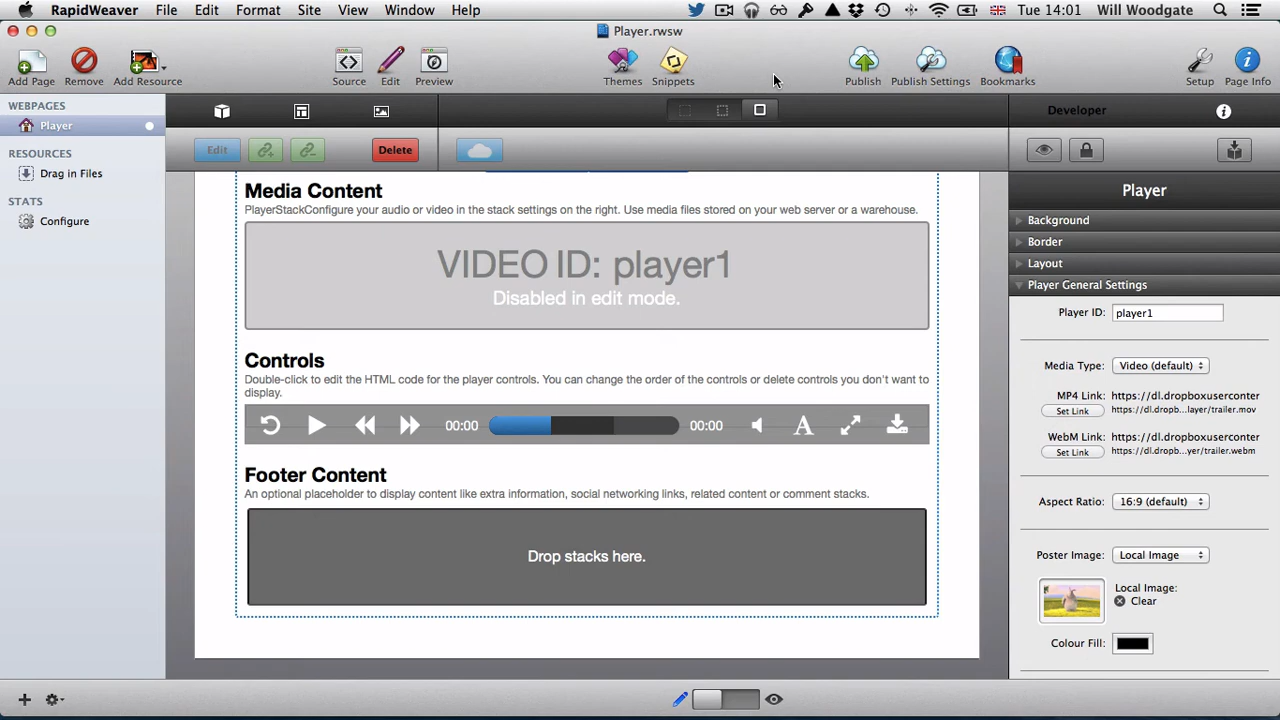 RapidWeaver File Edit Format Site View Window Help Tue 14:01 Will Woodgate
Player.rwsw
Add Page Remove Add Resource Source Edit Preview Themes Snippets Publish Publish Settings Bookmarks Setup Page Info
WEBPAGES
Player
RESOURCES
Drag in Files
STATS
Configure
Developer
Edit Delete
Media Content
PlayerStackConfigure your audio or video in the stack settings on the right. Use media files stored on your web server or a warehouse.
VIDEO ID: player1
Disabled in edit mode.
Controls
Double-click to edit the HTML code for the player controls. You can change the order of the controls or delete controls you don't want to
display.
00:00 00:00 A
Footer Content
An optional placeholder to display content like extra information, social networking links, related content or comment stacks.
Drop stacks here.
Player
Background
Border
Layout
Player General Settings
Player ID: player1
Media Type: Video (default)
MP4 Link: https://dl.dropboxuserconter
Set Link https://dl.dropb...layer/trailer.mov
WebM Link: https://dl.dropboxuserconter
Set Link https://dl.dropb...yer/trailer.webm
Aspect Ratio: 16:9 (default)
Poster Image: Local Image
Local Image:
Clear
Colour Fill: